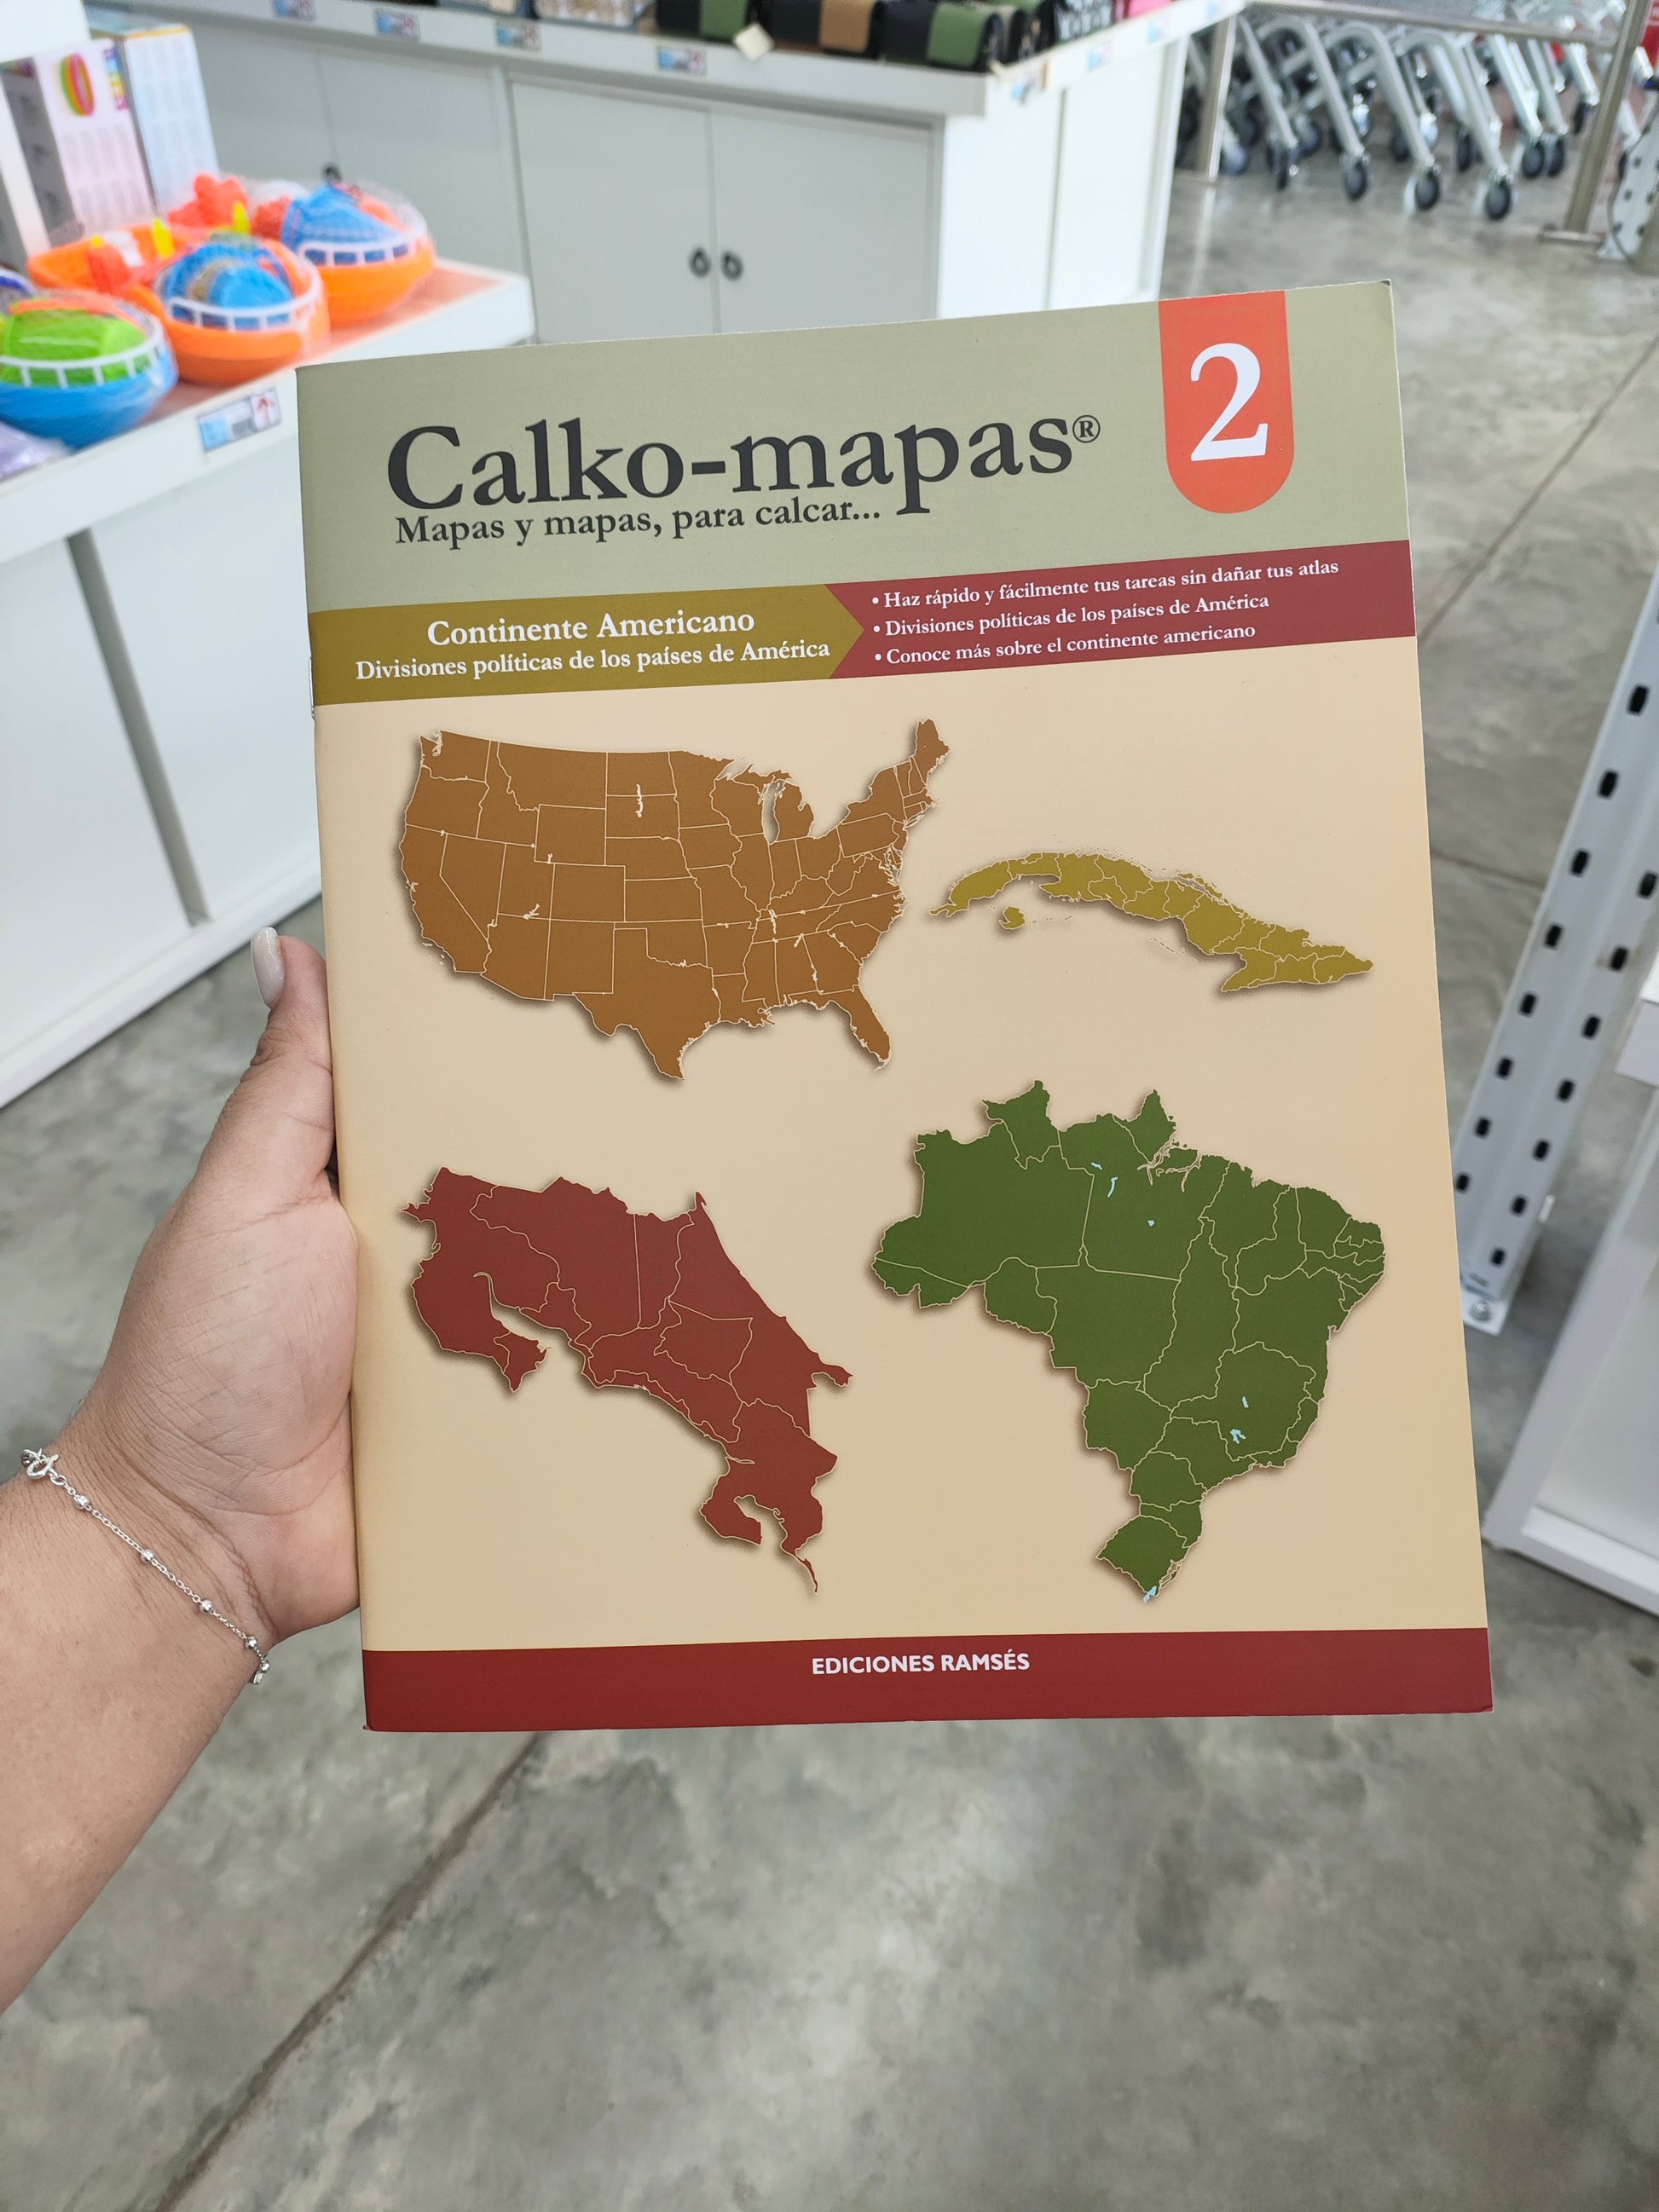 Calko-mapas®
Mapas y mapas, para calcar...
2
Continente Americano
Divisiones políticas de los países de América
• Haz rápido y fácilmente tus tareas sin dañar tus atlas
• Divisiones políticas de los países de América
• Conoce más sobre el continente americano
EDICIONES RAMSÉS